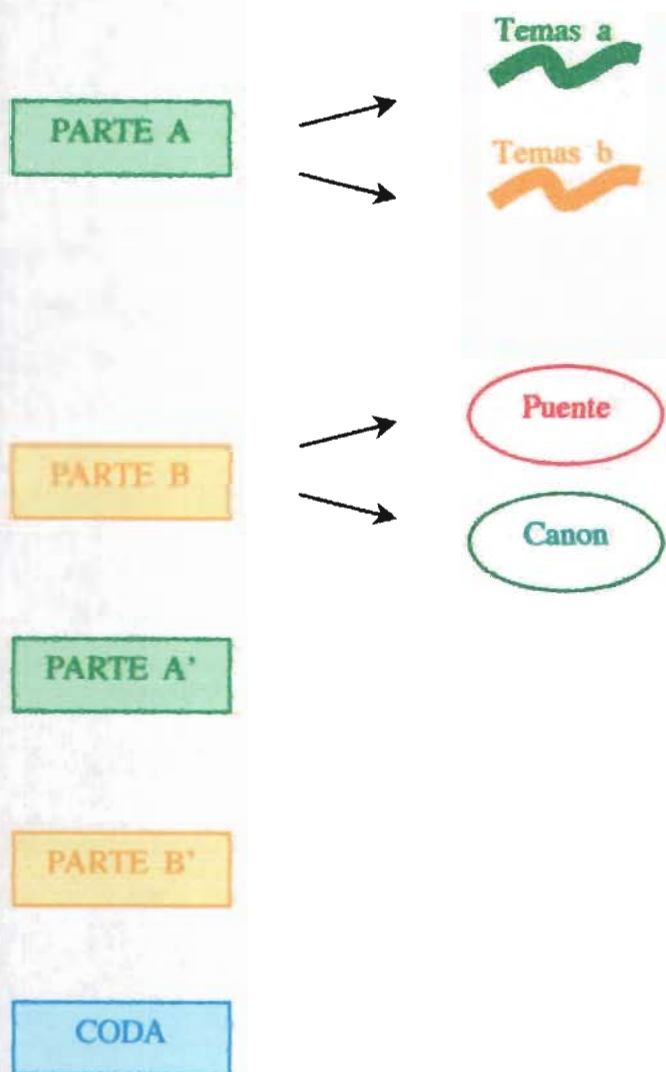 Temas a
PARTE A
Temas b
Puente
PARTE B
Canon
PARTE A’
PARTE B’
CODA